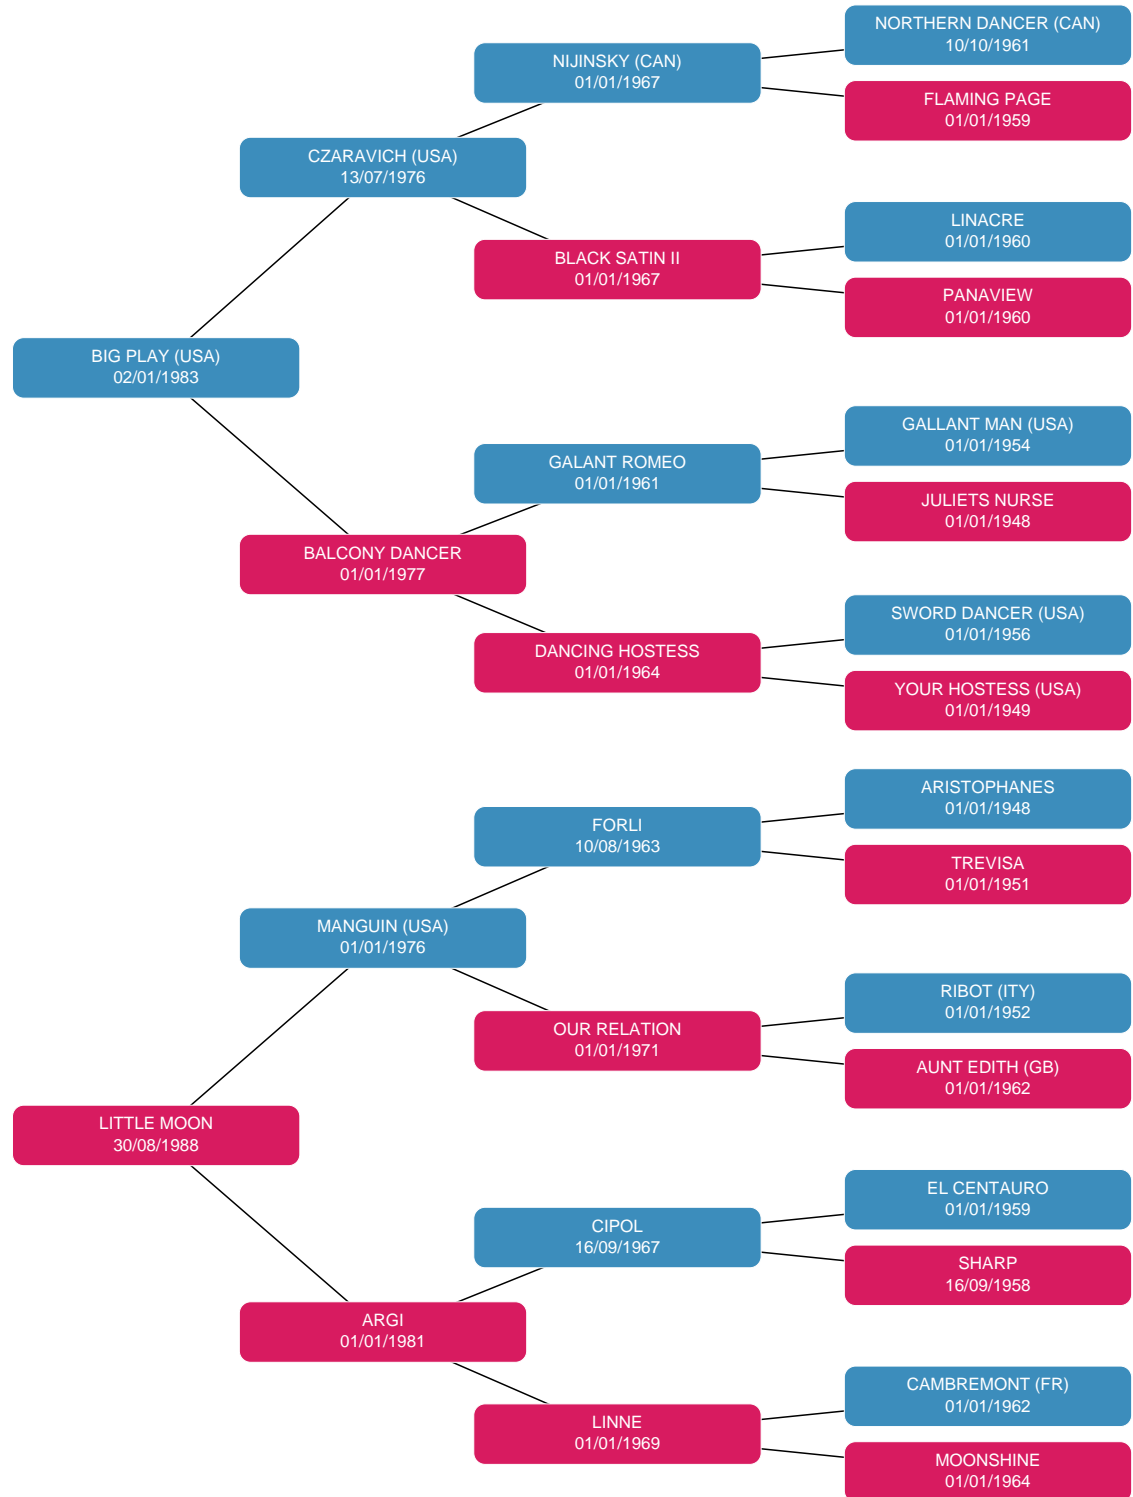 NORTHERN DANCER (CAN)
10/10/1961
NIJINSKY (CAN)
01/01/1967
FLAMING PAGE
01/01/1959
CZARAVICH (USA)
13/07/1976
LINACRE
01/01/1960
BLACK SATIN II
01/01/1967
PANAVIEW
01/01/1960
BIG PLAY (USA)
02/01/1983
GALLANT MAN (USA)
01/01/1954
GALANT ROMEO
01/01/1961
JULIETS NURSE
01/01/1948
BALCONY DANCER
01/01/1977
SWORD DANCER (USA)
01/01/1956
DANCING HOSTESS
01/01/1964
YOUR HOSTESS (USA)
01/01/1949
ARISTOPHANES
01/01/1948
FORLI
10/08/1963
TREVISA
01/01/1951
MANGUIN (USA)
01/01/1976
RIBOT (ITY)
01/01/1952
OUR RELATION
01/01/1971
AUNT EDITH (GB)
01/01/1962
LITTLE MOON
30/08/1988
EL CENTAURO
01/01/1959
CIPOL
16/09/1967
SHARP
16/09/1958
ARGI
01/01/1981
CAMBREMONT (FR)
01/01/1962
LINNE
01/01/1969
MOONSHINE
01/01/1964